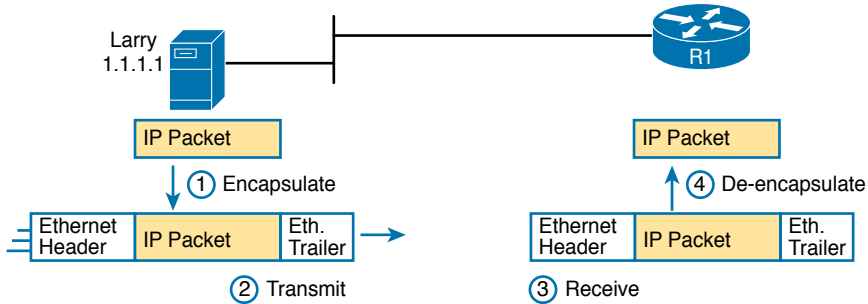 Larry
1.1.1.1
R1
IP Packet
IP Packet
1 Encapsulate
4 De-encapsulate
Ethernet
Header
IP Packet
Eth.
Trailer
Ethernet
Header
IP Packet
Eth.
Trailer
2 Transmit
3 Receive